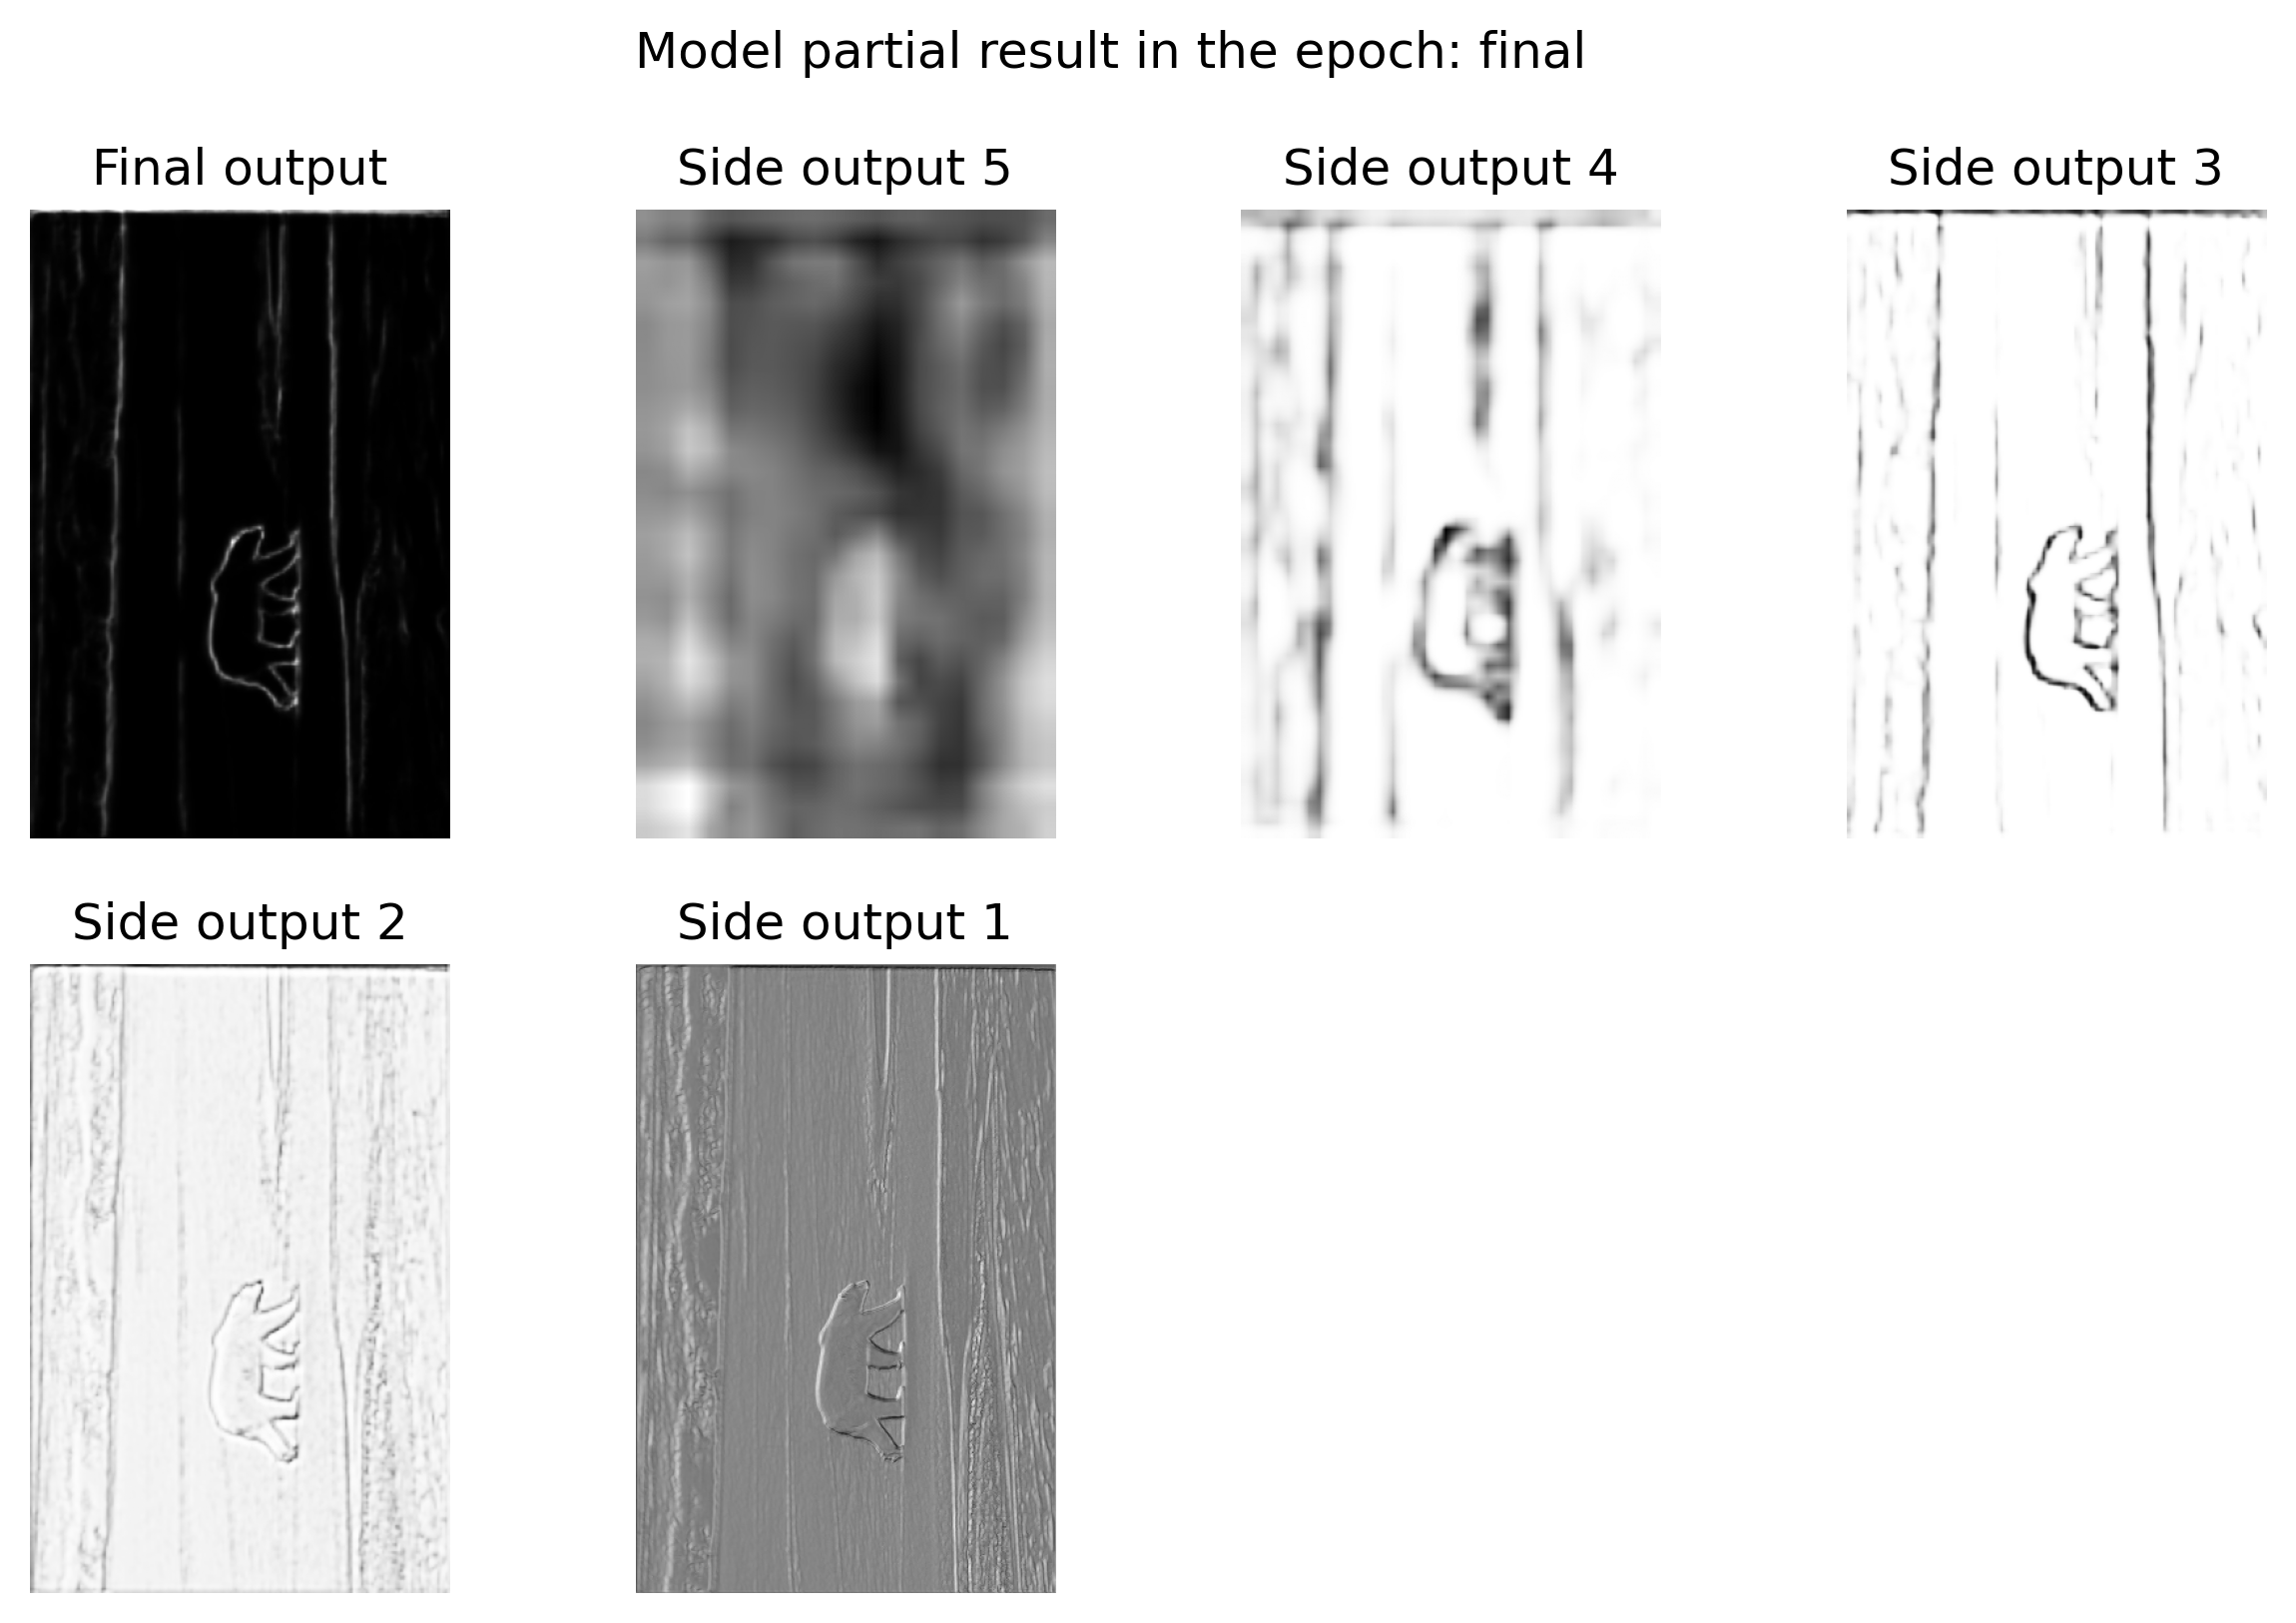 Model partial result in the epoch: final
Final output
Side output 5
Side output 4
Side output 3
Side output 2
Side output 1